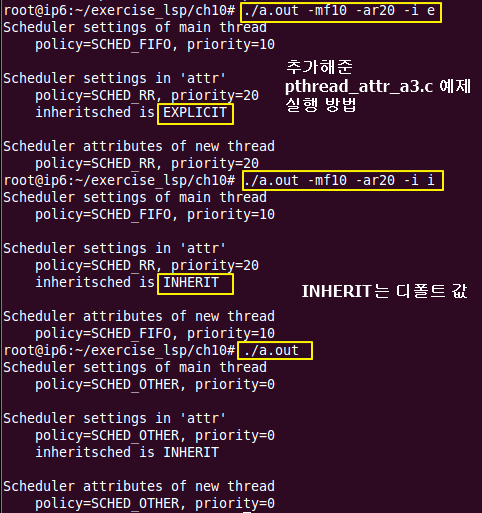 root@ip6:~/exercise_lsp/ch10# ./a.out -mf10 -ar20 -i e
Scheduler settings of main thread
    policy=SCHED_FIFO, priority=10
Scheduler settings in 'attr'
    policy=SCHED_RR, priority=20
    inheritsched is EXPLICIT
추가해준
pthread_attr_a3.c 예제
실행 방법
Scheduler attributes of new thread
    policy=SCHED_RR, priority=20
root@ip6:~/exercise_lsp/ch10# ./a.out -mf10 -ar20 -i i
Scheduler settings of main thread
    policy=SCHED_FIFO, priority=10
Scheduler settings in 'attr'
    policy=SCHED_RR, priority=20
    inheritsched is INHERIT
INHERIT는 디폴트 값
Scheduler attributes of new thread
    policy=SCHED_FIFO, priority=10
root@ip6:~/exercise_lsp/ch10# ./a.out
Scheduler settings of main thread
    policy=SCHED_OTHER, priority=0
Scheduler settings in 'attr'
    policy=SCHED_OTHER, priority=0
    inheritsched is INHERIT
Scheduler attributes of new thread
    policy=SCHED_OTHER, priority=0